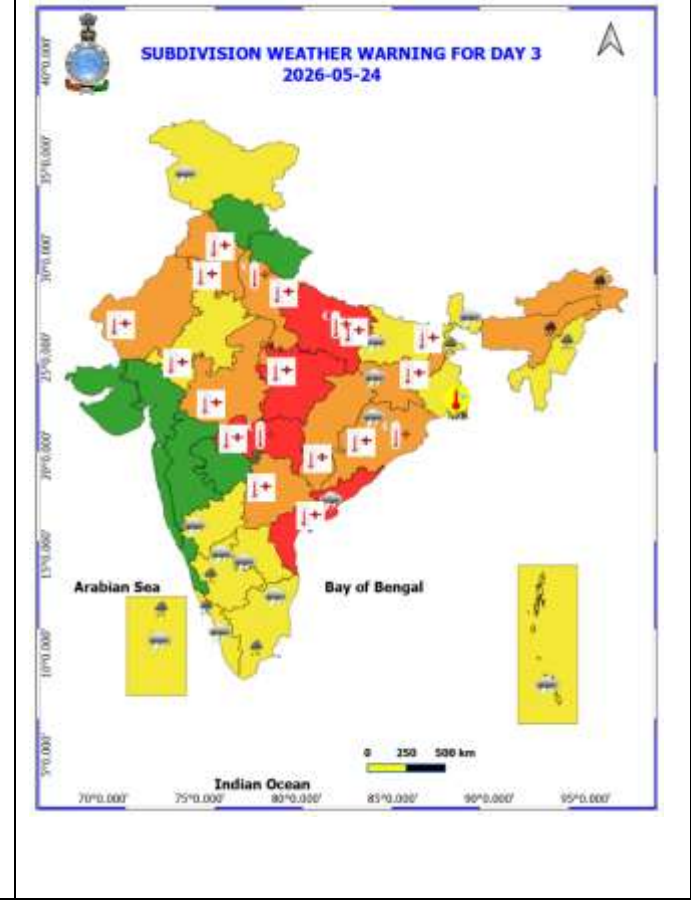 SUBDIVISION WEATHER WARNING FOR DAY 3
2026-05-24
40°0.000'
35°0.000'
30°0.000'
25°0.000'
20°0.000'
15°0.000'
10°0.000'
5°0.000'
Arabian Sea
Bay of Bengal
0 250 500 km
Indian Ocean
70°0.000' 75°0.000' 80°0.000' 85°0.000' 90°0.000' 95°0.000'